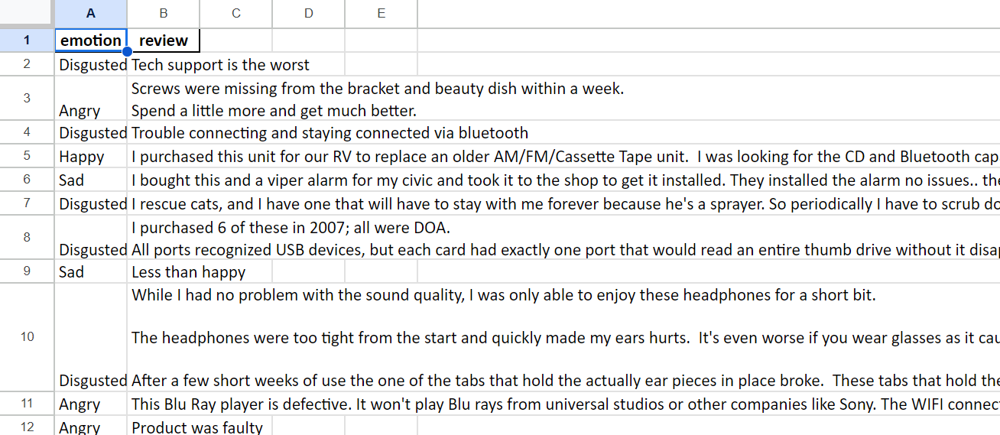 A B C D E
1 emotion review
2 Disgusted Tech support is the worst
Screws were missing from the bracket and beauty dish within a week.
3 Angry Spend a little more and get much better.
4 Disgusted Trouble connecting and staying connected via bluetooth
5 Happy I purchased this unit for our RV to replace an older AM/FM/Cassette Tape unit.  I was looking for the CD and Bluetooth cap
6 Sad I bought this and a viper alarm for my civic and took it to the shop to get it installed. They installed the alarm no issues.. the
7 Disgusted I rescue cats, and I have one that will have to stay with me forever because he's a sprayer. So periodically I have to scrub do
I purchased 6 of these in 2007; all were DOA.
8 Disgusted All ports recognized USB devices, but each card had exactly one port that would read an entire thumb drive without it disap
9 Sad Less than happy
While I had no problem with the sound quality, I was only able to enjoy these headphones for a short bit.
10 The headphones were too tight from the start and quickly made my ears hurts.  It's even worse if you wear glasses as it cau
Disgusted After a few short weeks of use the one of the tabs that hold the actually ear pieces in place broke.  These tabs that hold the
11 Angry This Blu Ray player is defective. It won't play Blu rays from universal studios or other companies like Sony. The WIFI connec
12 Angry Product was faulty